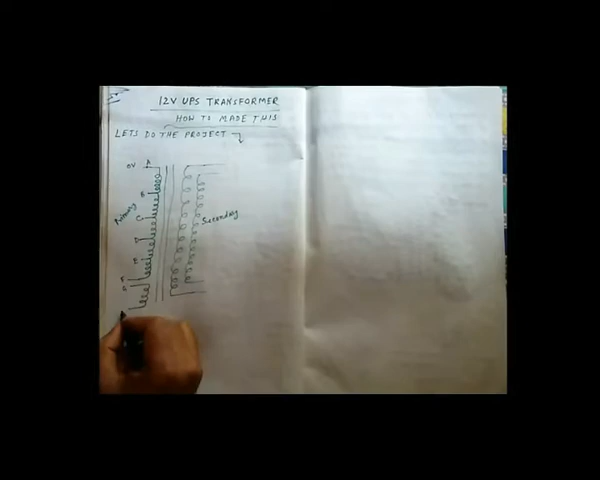 12V UPS TRANSFORMER
HOW TO MADE THIS
LETS DO THE PROJECT
0V A
B
Primary
C
Secondary
E
F